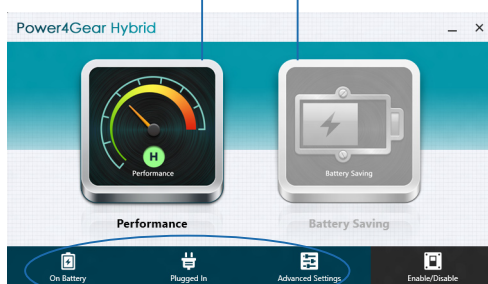 Power4Gear Hybrid
H
Performance
Battery Saving
Performance
Battery Saving
On Battery
Plugged In
Advanced Settings
Enable/Disable